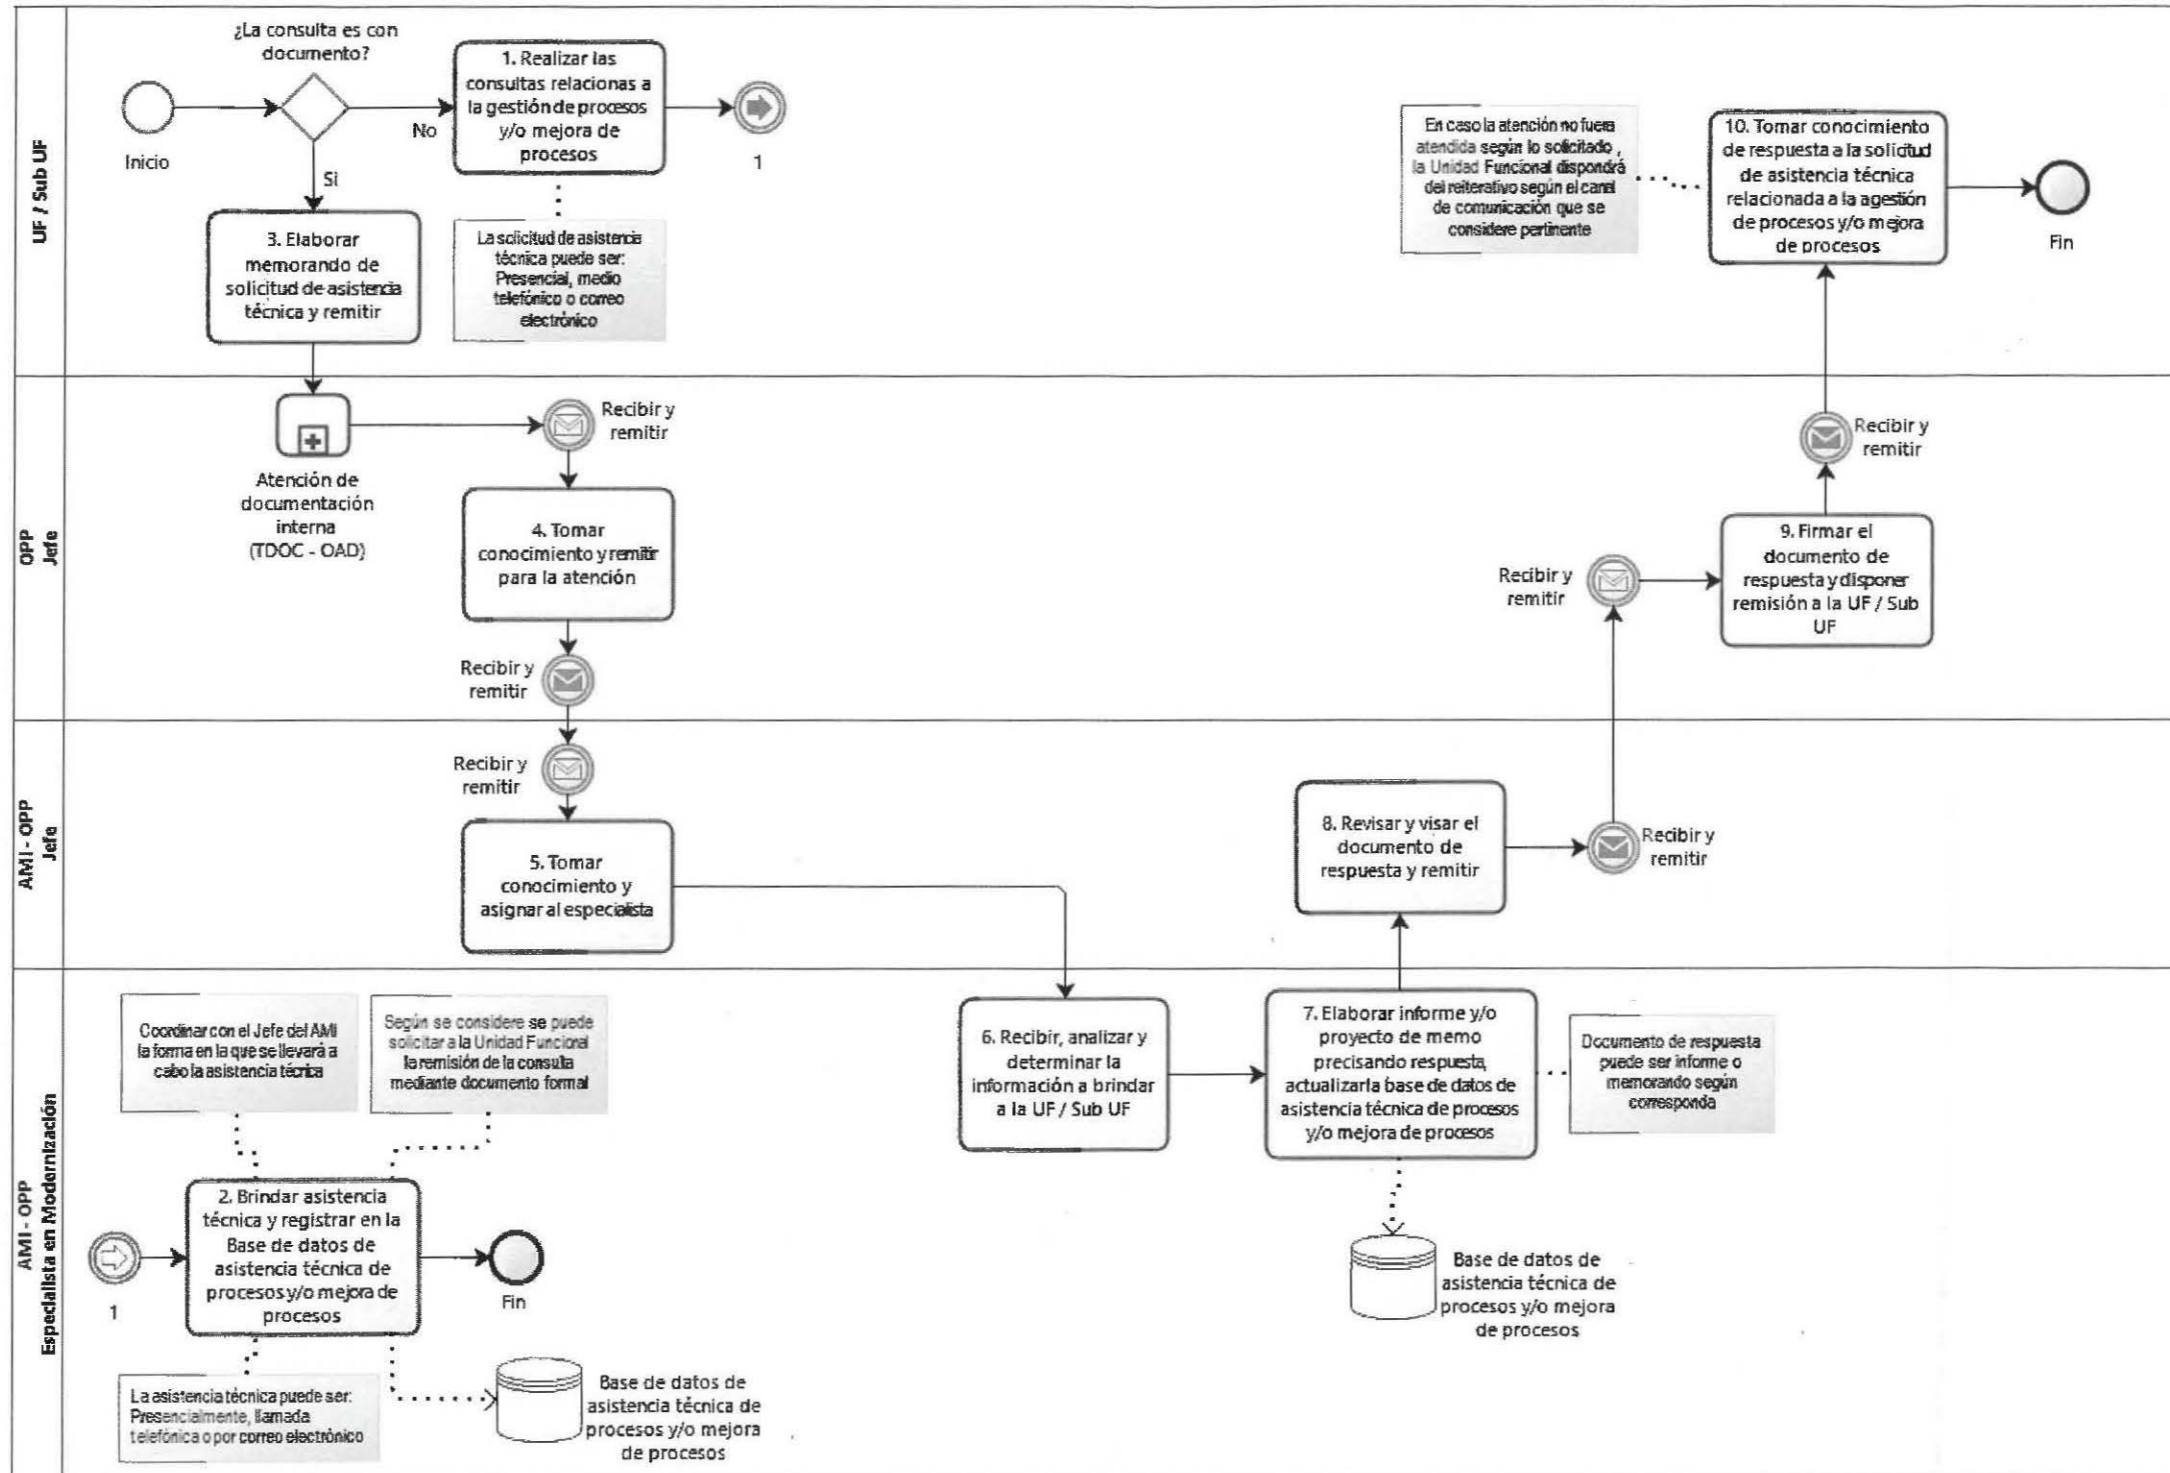 UF / Sub UF
¿La consulta es con
documento?
Inicio
No
Si
1. Realizar las
consultas relacionas a
la gestión de procesos
y/o mejora de
procesos
1
La solicitud de asistencia
técnica puede ser:
Presencial, medio
telefónico o correo
electrónico
3. Elaborar
memorando de
solicitud de asistencia
técnica y remitir
En caso la atención no fuera
atendida según lo solicitado ,
la Unidad Funcional dispondrá
del reiterativo según el canal
de comunicación que se
considere pertinente
10. Tomar conocimiento
de respuesta a la solicitud
de asistencia técnica
relacionada a la agestión
de procesos y/o mejora
de procesos
Fin
OPP
Jefe
Atención de
documentación
interna
(TDOC - OAD)
Recibir y
remitir
4. Tomar
conocimiento y remitir
para la atención
Recibir y
remitir
Recibir y
remitir
9. Firmar el
documento de
respuesta y disponer
remisión a la UF / Sub
UF
Recibir y
remitir
AMI - OPP
Jefe
Recibir y
remitir
5. Tomar
conocimiento y
asignar al especialista
8. Revisar y visar el
documento de
respuesta y remitir
Recibir y
remitir
AMI - OPP
Especialista en Modernización
Coordinar con el Jefe del AMI
la forma en la que se llevará a
cabo la asistencia técnica
Según se considere se puede
solicitar a la Unidad Funcional
la remisión de la consulta
mediante documento formal
1
2. Brindar asistencia
técnica y registrar en la
Base de datos de
asistencia técnica de
procesos y/o mejora de
procesos
Fin
La asistencia técnica puede ser:
Presencialmente, llamada
telefónica o por correo electrónico
Base de datos de
asistencia técnica de
procesos y/o mejora
de procesos
6. Recibir, analizar y
determinar la
información a brindar
a la UF / Sub UF
7. Elaborar informe y/o
proyecto de memo
precisando respuesta,
actualizar la base de datos de
asistencia técnica de procesos
y/o mejora de procesos
Documento de respuesta
puede ser informe o
memorando según
corresponda
Base de datos de
asistencia técnica de
procesos y/o mejora
de procesos